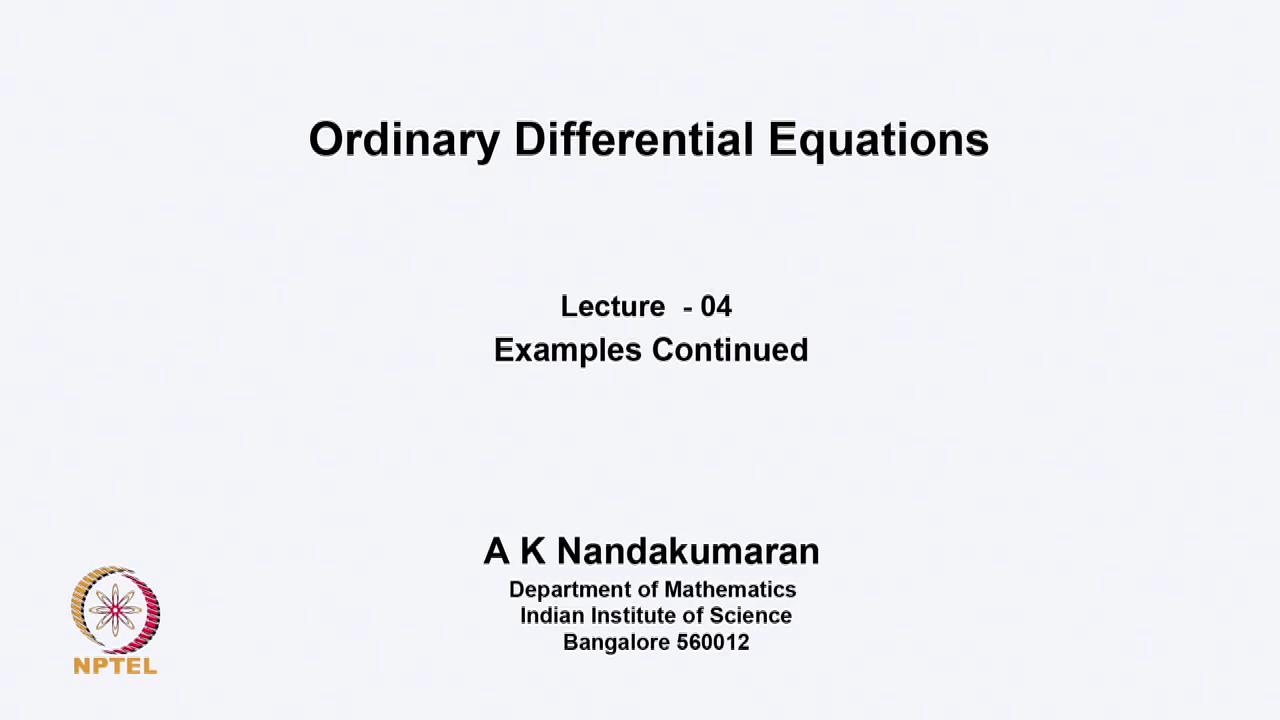 Ordinary Differential Equations
Lecture - 04
Examples Continued
A K Nandakumaran
Department of Mathematics
Indian Institute of Science
Bangalore 560012
NPTEL